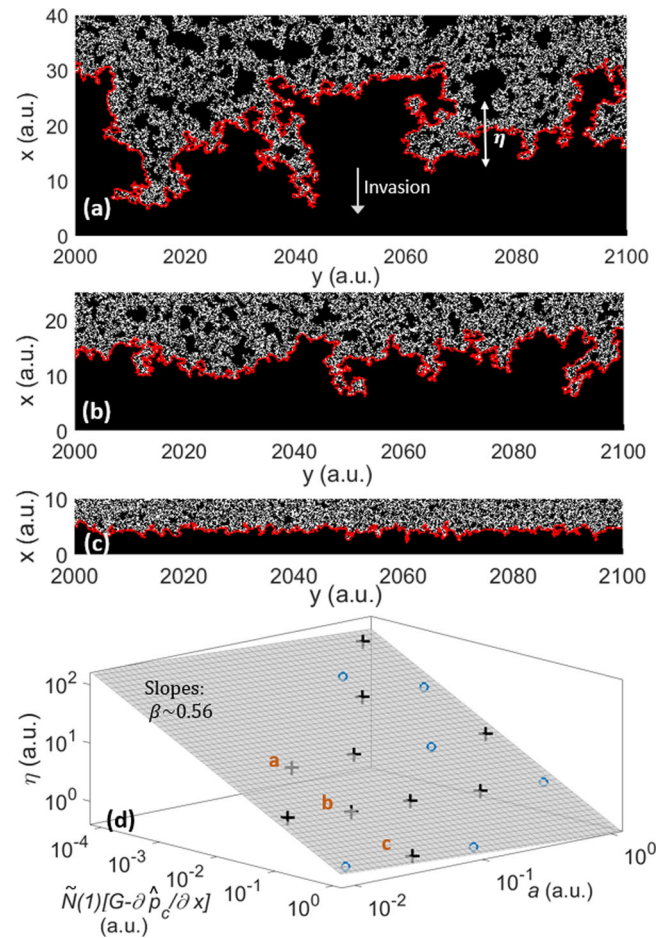 40
30
20
10
0
x (a.u.)
η
Invasion
(a)
2000 2020 2040 2060 2080 2100
y (a.u.)
20
10
0
x (a.u.)
(b)
2000 2020 2040 2060 2080 2100
y (a.u.)
10
5
0
x (a.u.)
(c)
2000 2020 2040 2060 2080 2100
y (a.u.)
Slopes:
β~0.56
10² 10¹ 10⁰
η (a.u.)
a
b
c
(d)
10⁻⁴ 10⁻³ 10⁻² 10⁻¹ 10⁰
Ñ(1)[G-∂ p̂_c/∂ x]
(a.u.)
10⁻² 10⁻¹ 10⁰
a (a.u.)